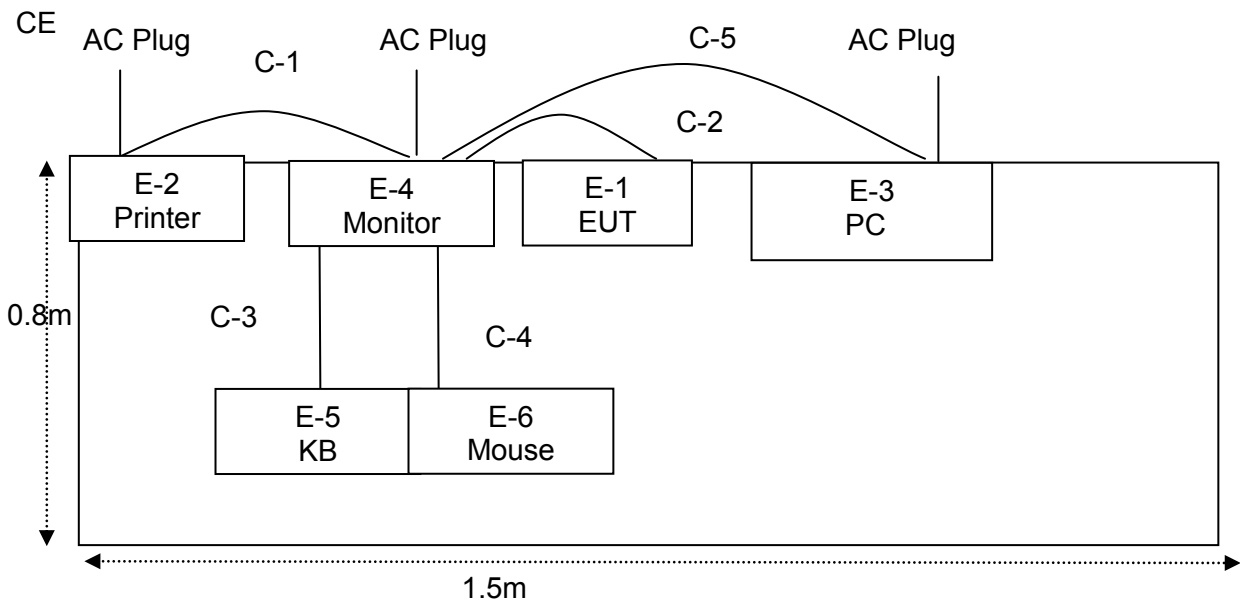 CE
AC Plug
C-1
AC Plug
C-5
AC Plug
C-2
E-2
Printer
E-4
Monitor
E-1
EUT
E-3
PC
0.8m
C-3
C-4
E-5
KB
E-6
Mouse
1.5m